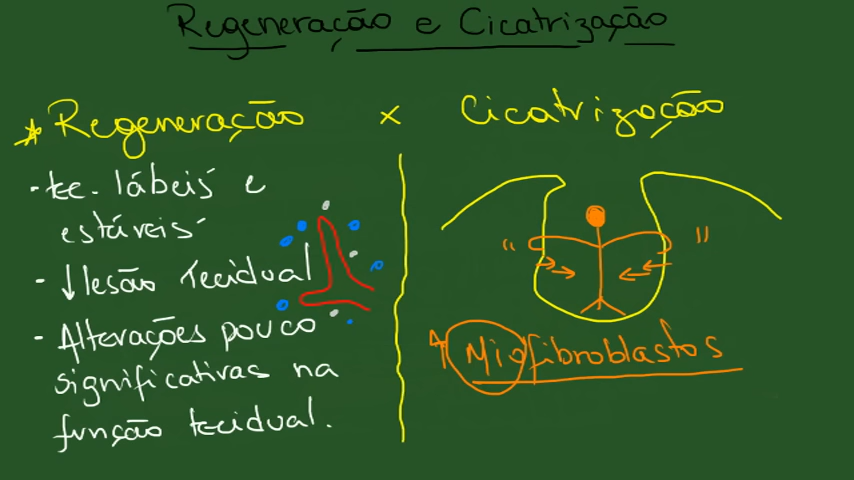 Regeneração e Cicatrização
* Regeneração x Cicatrização
- tec. lábeis e
estáveis
- ↓ lesão tecidual
- Alterações pouco
significativas na
função tecidual.
" "
↑ Miofibroblastos